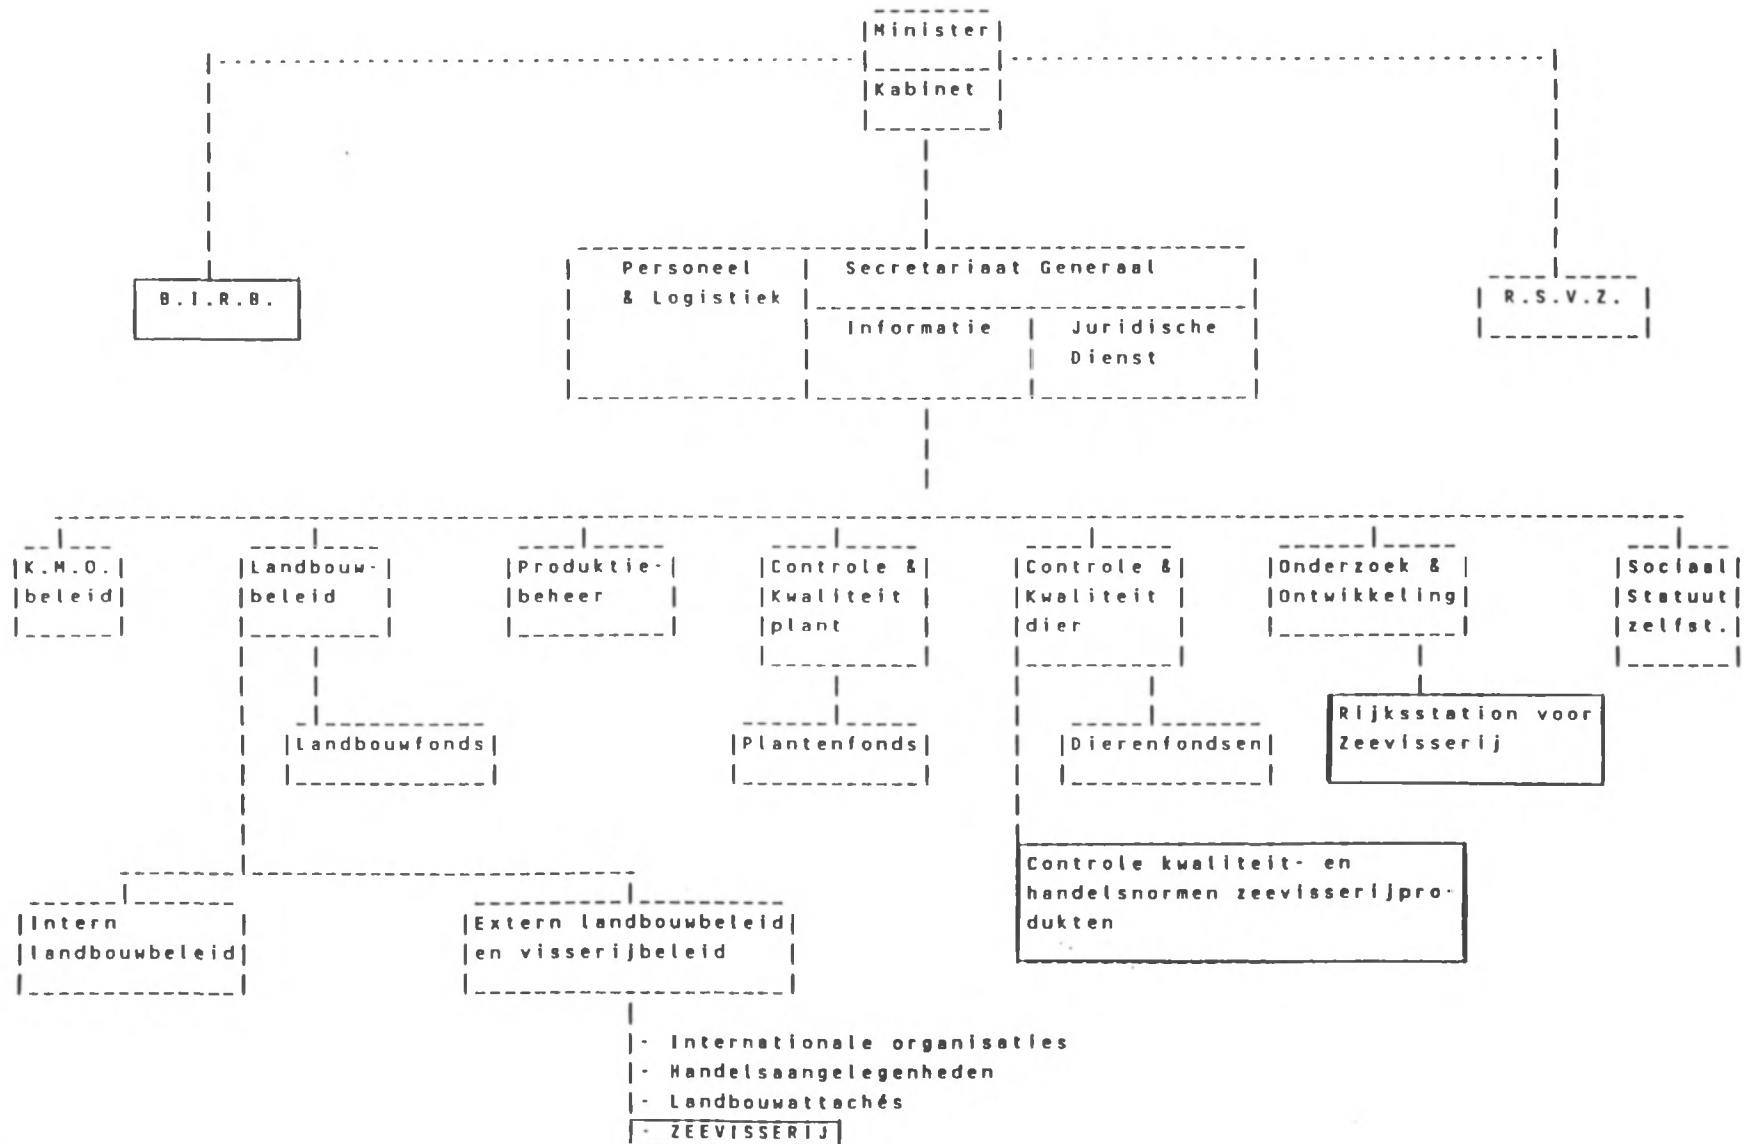 Minister
Kabinet
B.I.R.B.
Personeel
& Logistiek
Secretariaat Generaal
Informatie
Juridische
Dienst
R.S.V.Z.
K.M.O.
beleid
Landbouw-
beleid
Produktie-
beheer
Controle &
Kwaliteit
plant
Controle &
Kwaliteit
dier
Onderzoek &
Ontwikkeling
Sociaal
Statuut
zelfst.
Landbouwfonds
Plantenfonds
Dierenfondsen
Rijksstation voor
Zeevisserij
Controle kwaliteit- en
handelsnormen zeevisserijpro-
dukten
Intern
landbouwbeleid
Extern landbouwbeleid
en visserijbeleid
- Internationale organisaties
- Handelsaangelegenheden
- Landbouwattachés
- ZEEVISSERIJ